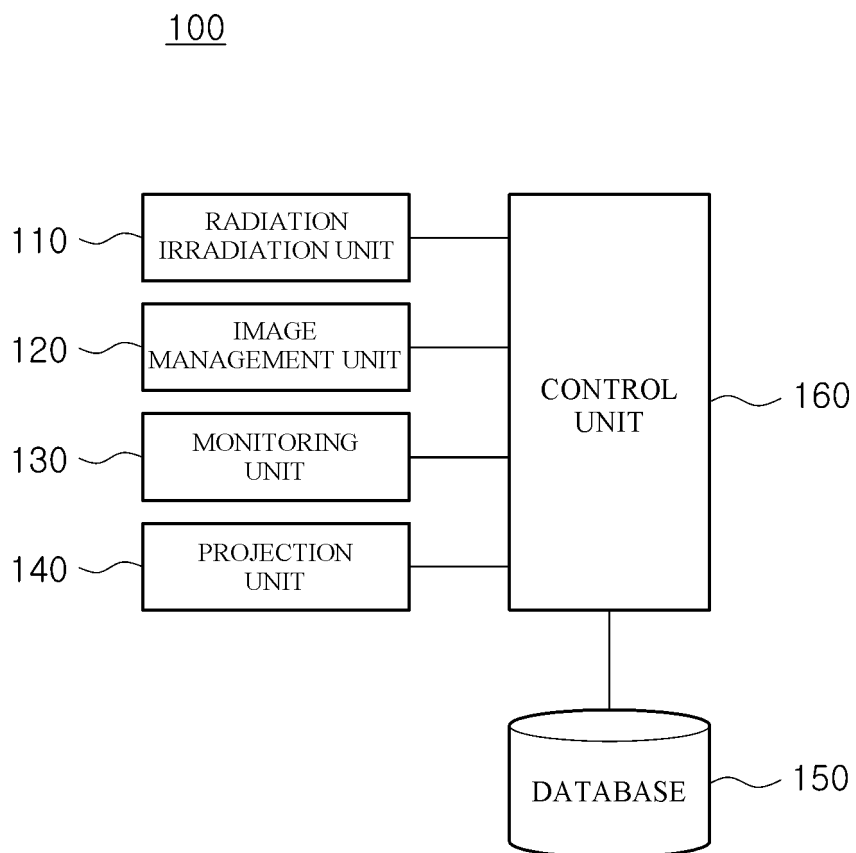 100
110
RADIATION
IRRADIATION UNIT
120
IMAGE
MANAGEMENT UNIT
130
MONITORING
UNIT
140
PROJECTION
UNIT
CONTROL
UNIT
160
DATABASE
150